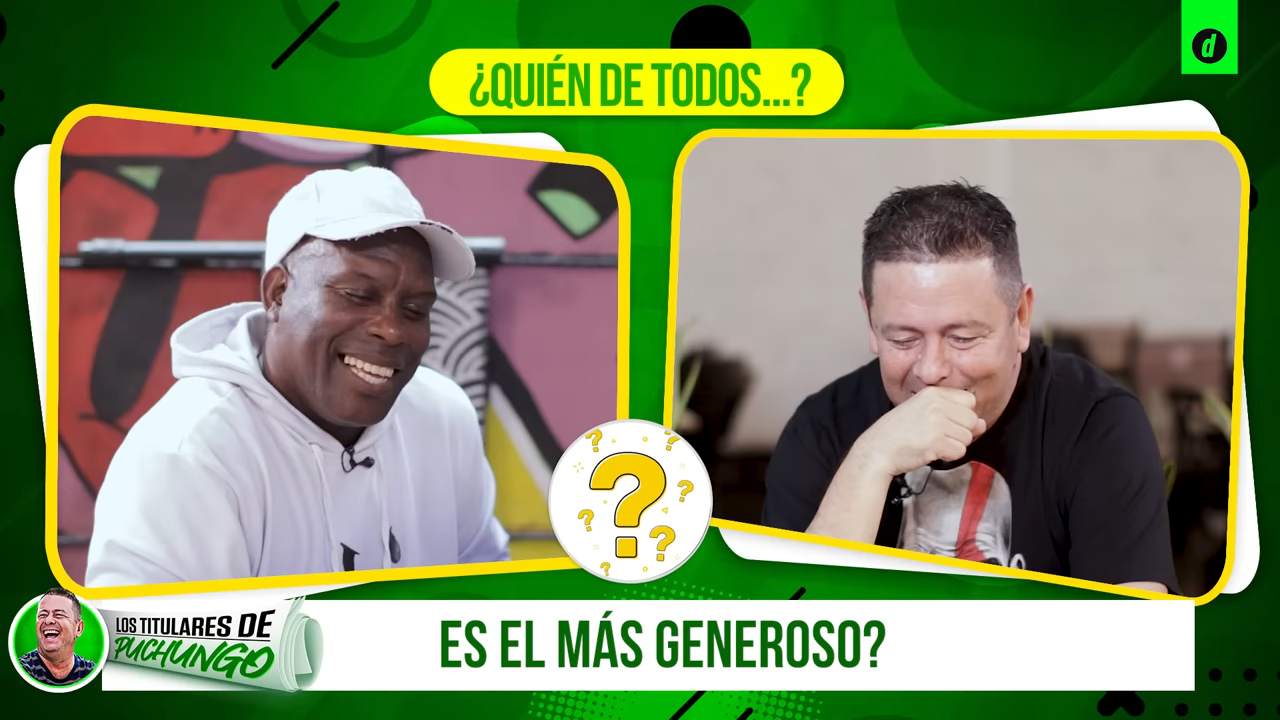 ¿QUIÉN DE TODOS...?
d
LOS TITULARES DE
PUCHUNGO
ES EL MÁS GENEROSO?